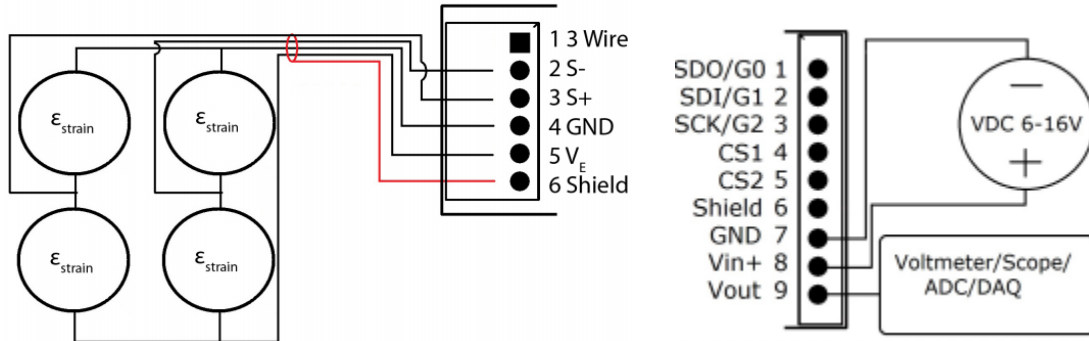 εstrain
εstrain
εstrain
εstrain
1 3 Wire
2 S-
3 S+
4 GND
5 VE
6 Shield
SDO/G0 1
SDI/G1 2
SCK/G2 3
CS1 4
CS2 5
Shield 6
GND 7
Vin+ 8
Vout 9
−
VDC 6-16V
+
Voltmeter/Scope/
ADC/DAQ